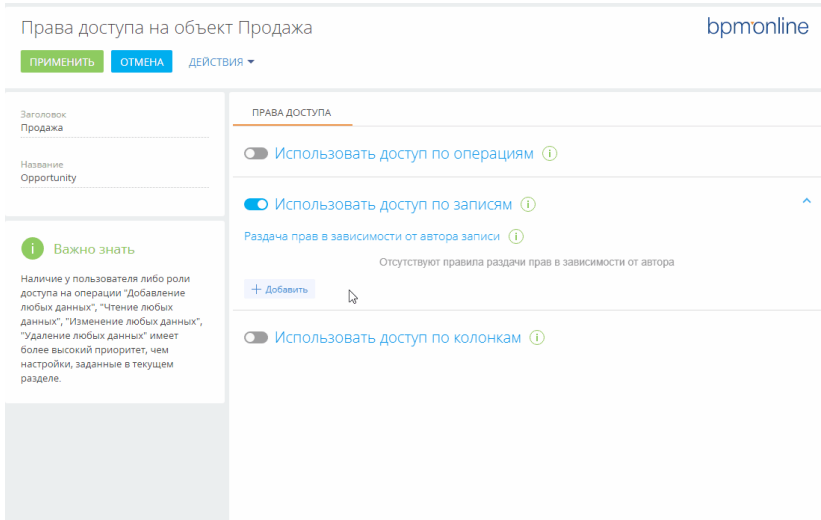 Права доступа на объект Продажа
bpm'online
ПРИМЕНИТЬ
ОТМЕНА
ДЕЙСТВИЯ
Заголовок
Продажа
Название
Opportunity
i Важно знать
Наличие у пользователя либо роли
доступа на операции "Добавление
любых данных", "Чтение любых
данных", "Изменение любых данных",
"Удаление любых данных" имеет
более высокий приоритет, чем
настройки, заданные в текущем
разделе.
ПРАВА ДОСТУПА
Использовать доступ по операциям i
Использовать доступ по записям i
Раздача прав в зависимости от автора записи i
Отсутствуют правила раздачи прав в зависимости от автора
+ Добавить
Использовать доступ по колонкам i